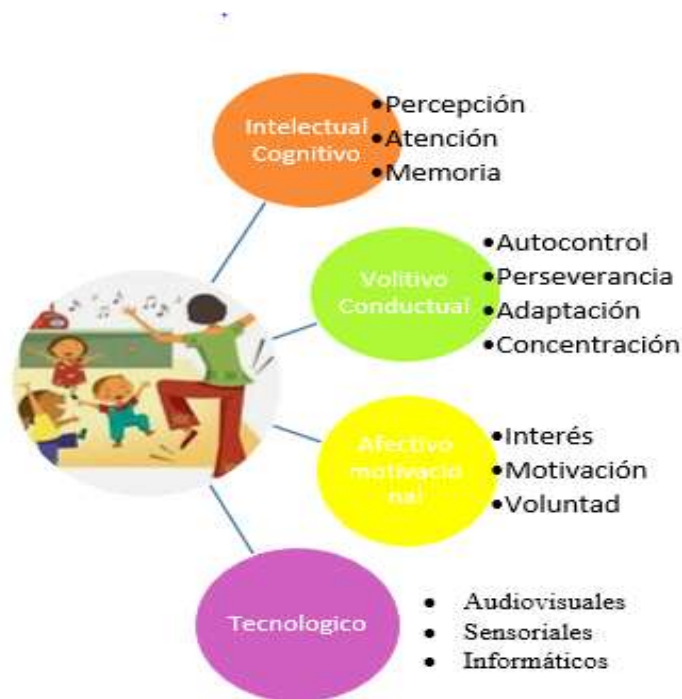 Intelectual
Cognitivo
•Percepción
•Atención
•Memoria
Volitivo
Conductual
•Autocontrol
•Perseverancia
•Adaptación
•Concentración
Afectivo
motivacio
nal
•Interés
•Motivación
•Voluntad
Tecnologico
• Audiovisuales
• Sensoriales
• Informáticos